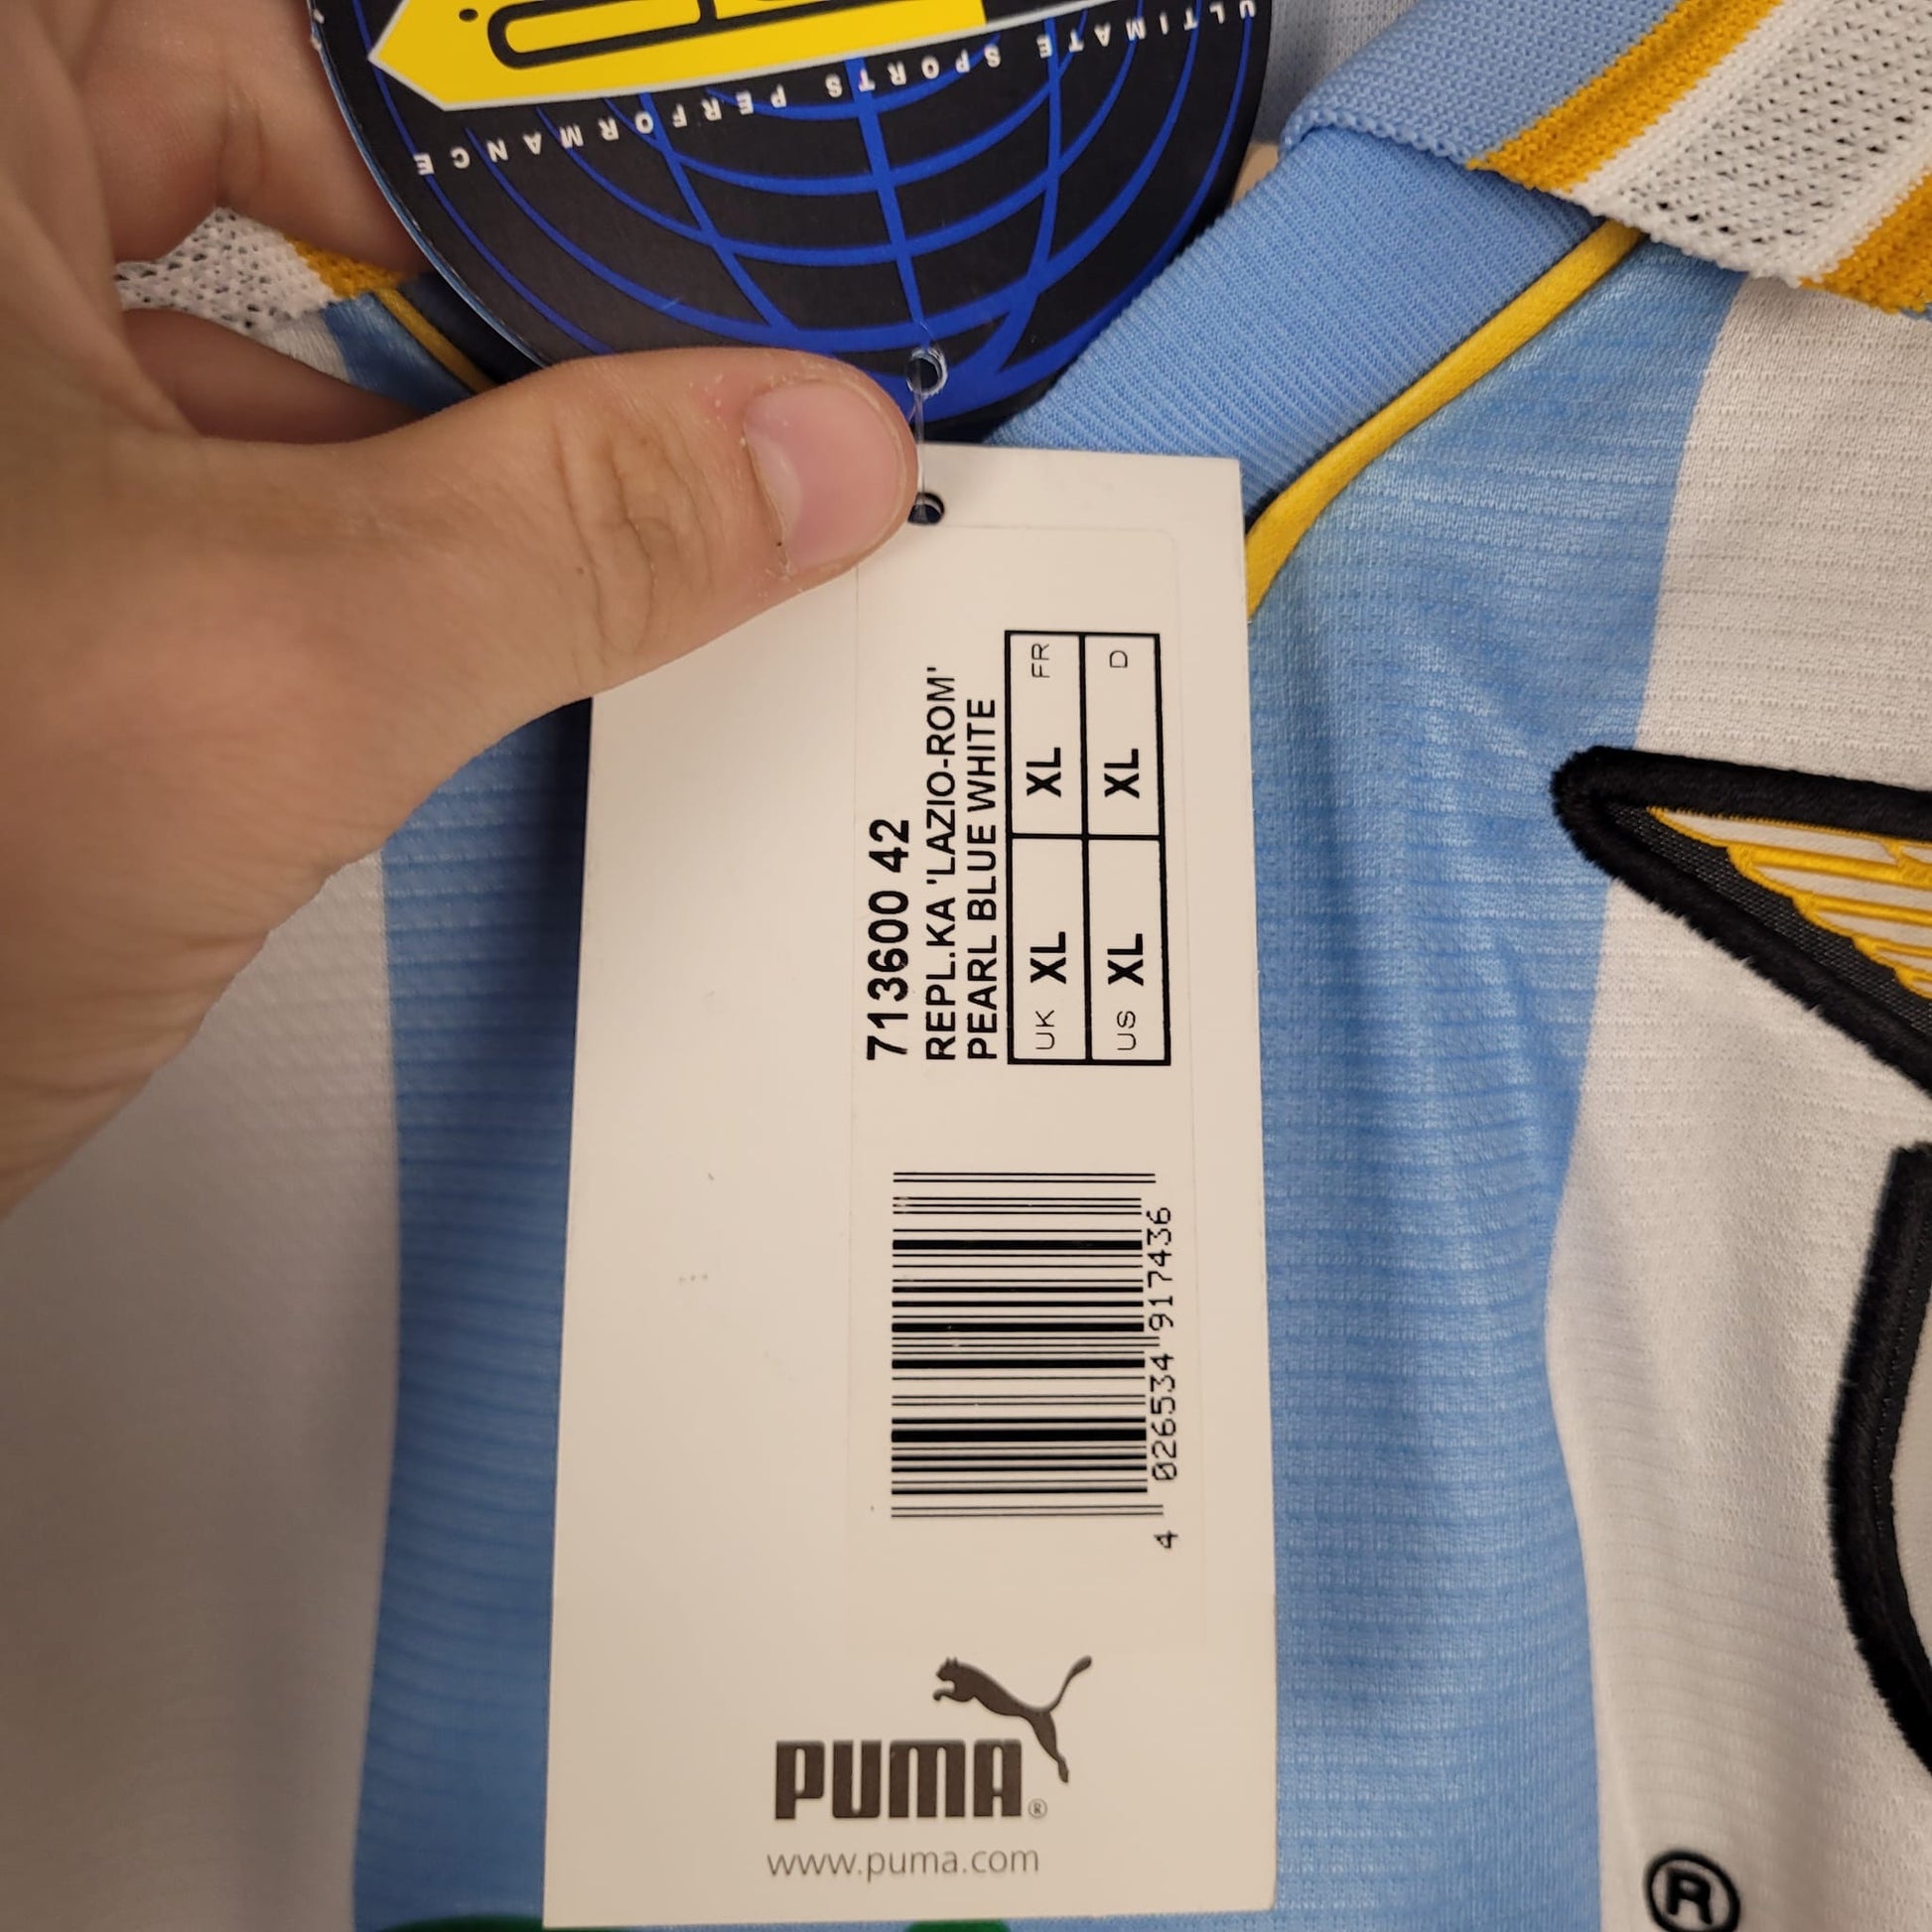 ULTIMATE SPORTS PERFORMANCE
713600 42
REPL.KA 'LAZIO-ROM'
PEARL BLUE WHITE
UK XL XL FR
US XL XL D
4 026534 917436
PUMA®
www.puma.com
®